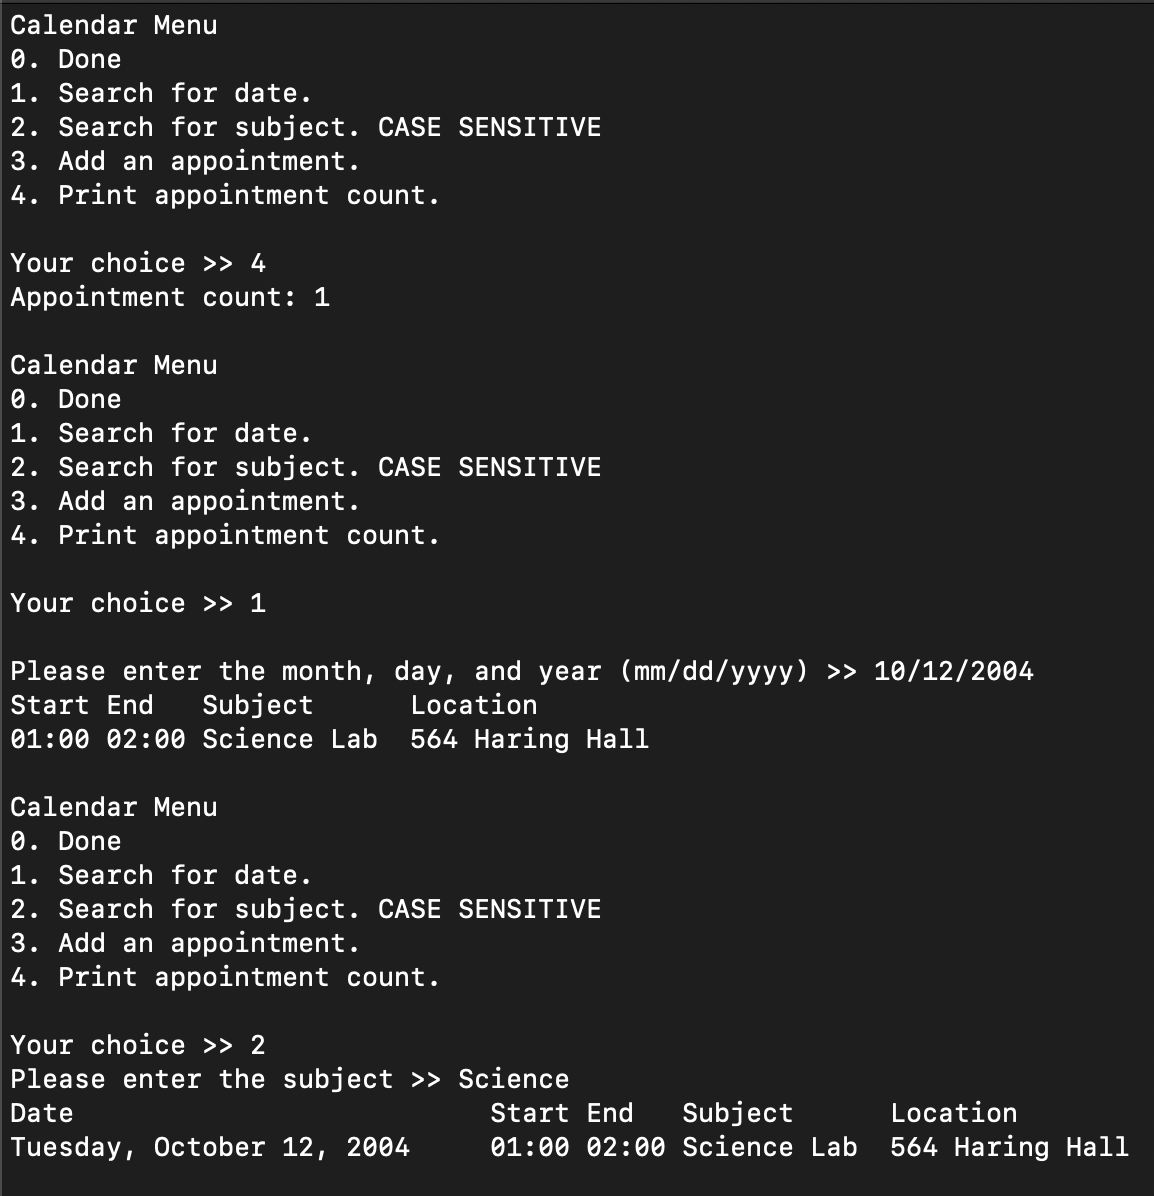 Calendar Menu
0. Done
1. Search for date.
2. Search for subject. CASE SENSITIVE
3. Add an appointment.
4. Print appointment count.

Your choice >> 4
Appointment count: 1

Calendar Menu
0. Done
1. Search for date.
2. Search for subject. CASE SENSITIVE
3. Add an appointment.
4. Print appointment count.

Your choice >> 1

Please enter the month, day, and year (mm/dd/yyyy) >> 10/12/2004
Start End   Subject      Location
01:00 02:00 Science Lab  564 Haring Hall

Calendar Menu
0. Done
1. Search for date.
2. Search for subject. CASE SENSITIVE
3. Add an appointment.
4. Print appointment count.

Your choice >> 2
Please enter the subject >> Science
Date                          Start End   Subject      Location
Tuesday, October 12, 2004     01:00 02:00 Science Lab  564 Haring Hall